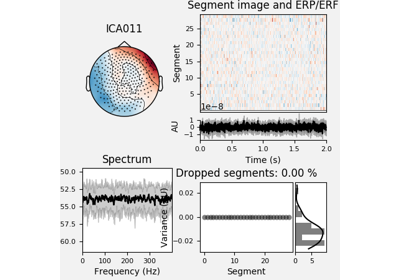 ICA011
Segment image and ERP/ERF
Segment
25
20
15
10
5
1e−8
AU
1
0
−1
0.0 0.5 1.0 1.5 2.0
Time (s)
Spectrum
50.0
52.5
55.0
57.5
60.0
0 100 200 300
Frequency (Hz)
Dropped segments: 0.00 %
Variance (AU)
0.02
0.00
−0.02
0 10 20
Segment
0 5